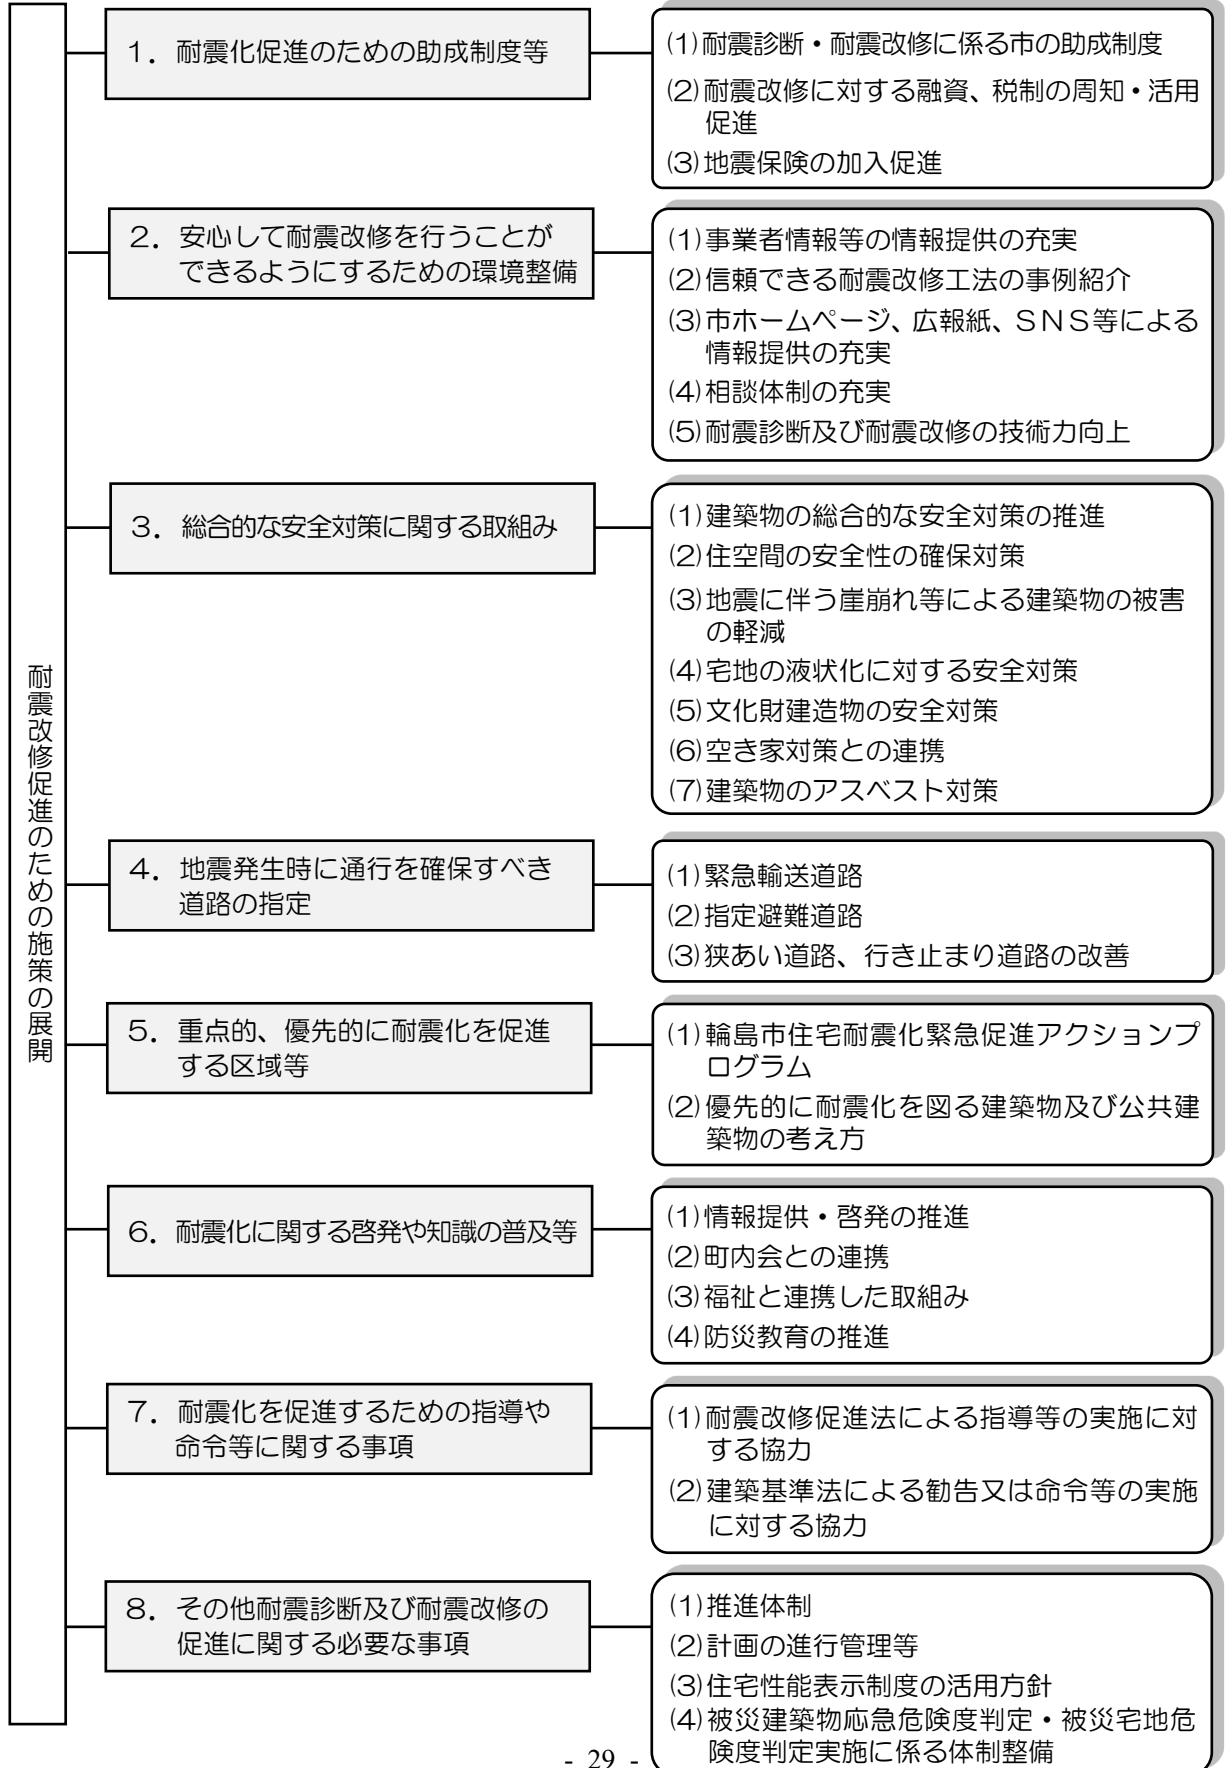 耐震改修促進のための施策の展開
１．耐震化促進のための助成制度等
(1)耐震診断・耐震改修に係る市の助成制度
(2)耐震改修に対する融資、税制の周知・活用
促進
(3)地震保険の加入促進
２．安心して耐震改修を行うことが
できるようにするための環境整備
(1)事業者情報等の情報提供の充実
(2)信頼できる耐震改修工法の事例紹介
(3)市ホームページ、広報紙、ＳＮＳ等による
情報提供の充実
(4)相談体制の充実
(5)耐震診断及び耐震改修の技術力向上
３．総合的な安全対策に関する取組み
(1)建築物の総合的な安全対策の推進
(2)住空間の安全性の確保対策
(3)地震に伴う崖崩れ等による建築物の被害
の軽減
(4)宅地の液状化に対する安全対策
(5)文化財建造物の安全対策
(6)空き家対策との連携
(7)建築物のアスベスト対策
４．地震発生時に通行を確保すべき
道路の指定
(1)緊急輸送道路
(2)指定避難道路
(3)狭あい道路、行き止まり道路の改善
５．重点的、優先的に耐震化を促進
する区域等
(1)輪島市住宅耐震化緊急促進アクションプ
ログラム
(2)優先的に耐震化を図る建築物及び公共建
築物の考え方
６．耐震化に関する啓発や知識の普及等
(1)情報提供・啓発の推進
(2)町内会との連携
(3)福祉と連携した取組み
(4)防災教育の推進
７．耐震化を促進するための指導や
命令等に関する事項
(1)耐震改修促進法による指導等の実施に対
する協力
(2)建築基準法による勧告又は命令等の実施
に対する協力
８．その他耐震診断及び耐震改修の
促進に関する必要な事項
(1)推進体制
(2)計画の進行管理等
(3)住宅性能表示制度の活用方針
(4)被災建築物応急危険度判定・被災宅地危
険度判定実施に係る体制整備
- 29 -